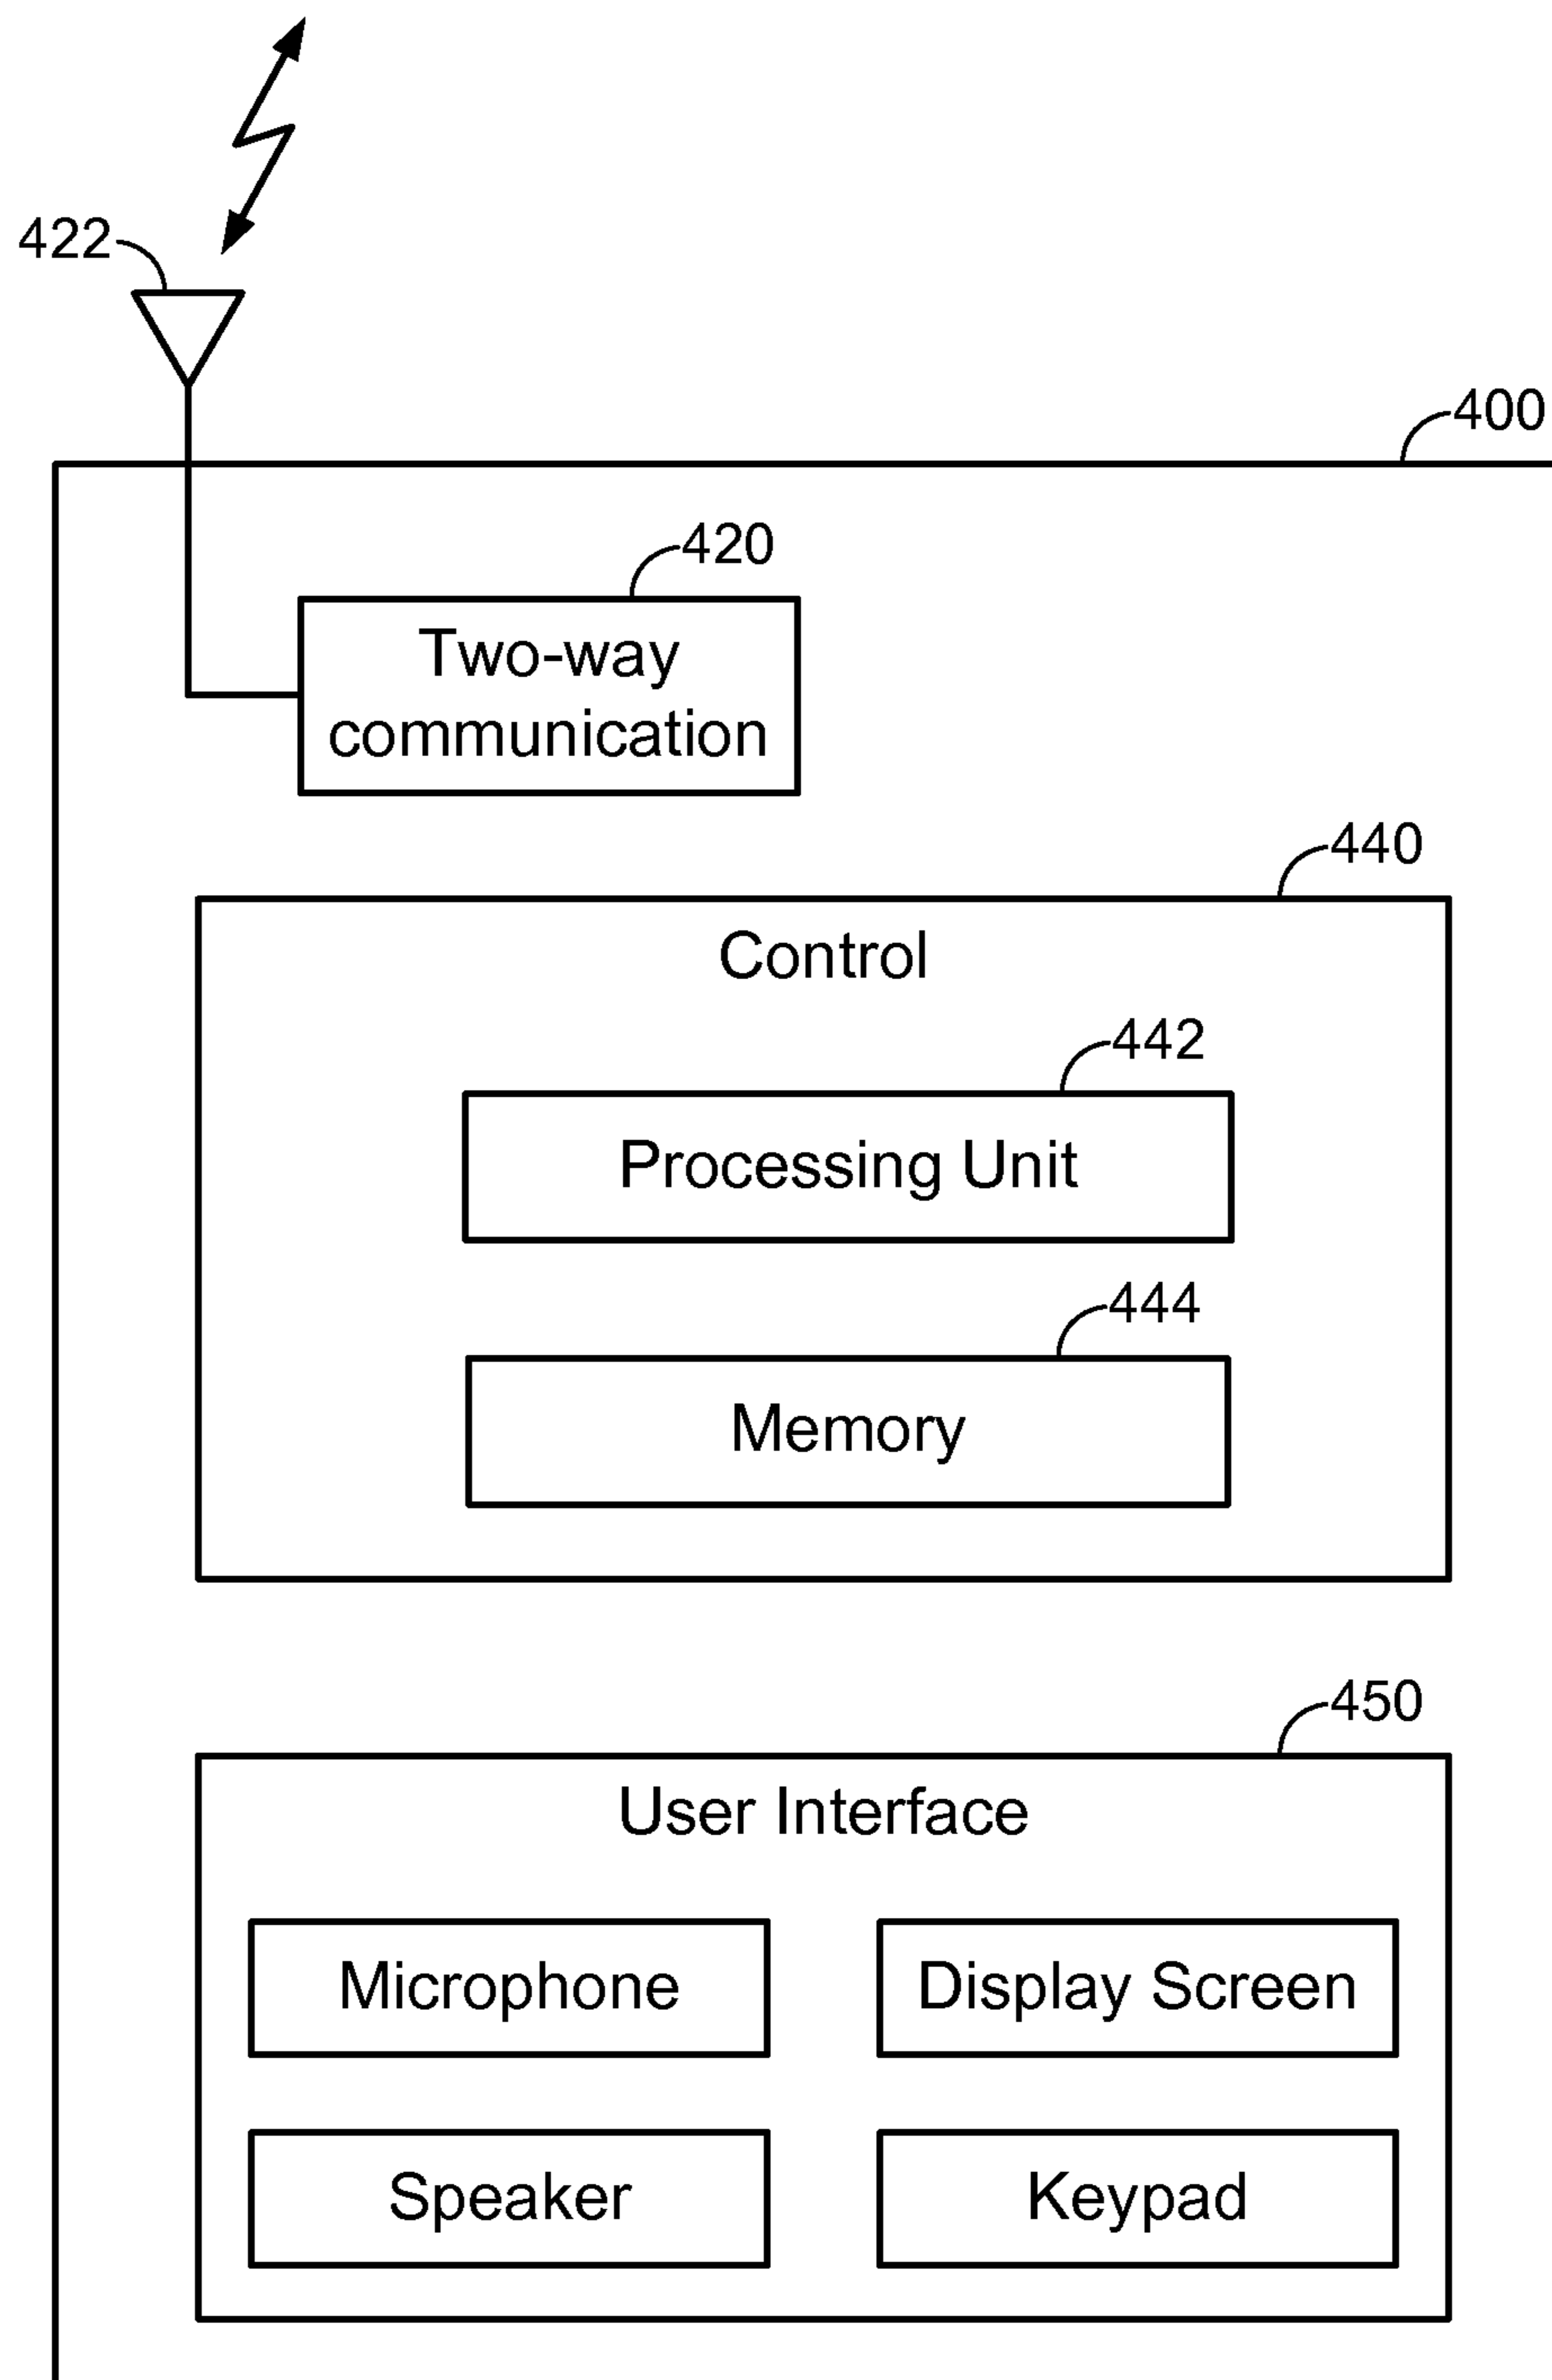 422
400
420
Two-way
communication
440
Control
442
Processing Unit
444
Memory
450
User Interface
Microphone
Display Screen
Speaker
Keypad